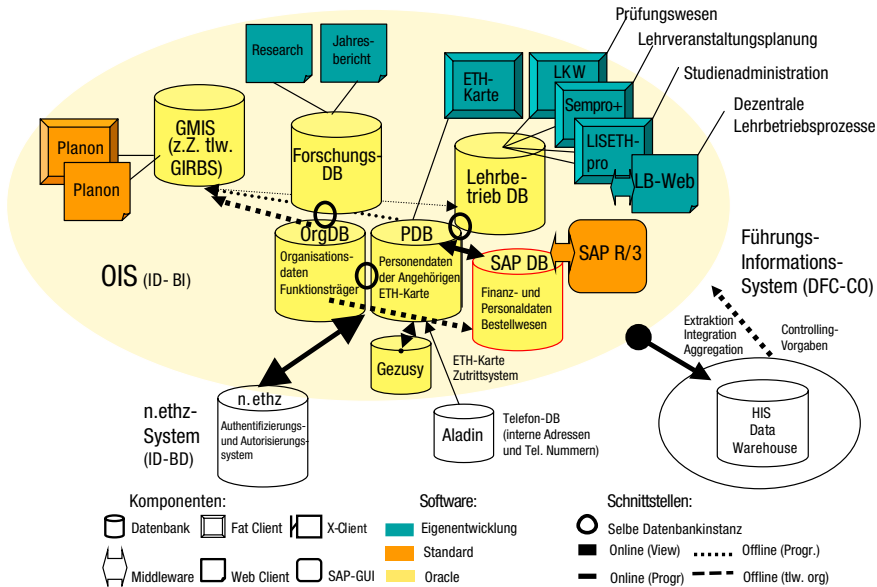 Prüfungswesen
Lehrveranstaltungsplanung
Studienadministration
Dezentrale
Lehrbetriebsprozesse
Research
Jahres-
bericht
ETH-
Karte
LKW
Sempro+
LISETH-
pro
LB-Web
Planon
Planon
GMIS
(z.Z. tlw.
GIRBS)
Forschungs-
DB
Lehrbe-
trieb DB
OIS (ID- BI)
OrgDB
Organisations-
daten
Funktionsträger
PDB
Personendaten
der Angehörigen
ETH-Karte
SAP DB
Finanz- und
Personaldaten
Bestellwesen
SAP R/3
Führungs-
Informations-
System (DFC-CO)
Extraktion
Integration
Aggregation
Controlling-
Vorgaben
Gezusy
ETH-Karte
Zutrittsystem
n.ethz-
System
(ID-BD)
n.ethz
Authentifizierungs-
und Autorisierungs-
system
Aladin
Telefon-DB
(interne Adressen
und Tel. Nummern)
HIS
Data
Warehouse
Komponenten:
Datenbank
Fat Client
X-Client
Middleware
Web Client
SAP-GUI
Software:
Eigenentwicklung
Standard
Oracle
Schnittstellen:
Selbe Datenbankinstanz
Online (View)
Offline (Progr.)
Online (Progr)
Offline (tlw. org)